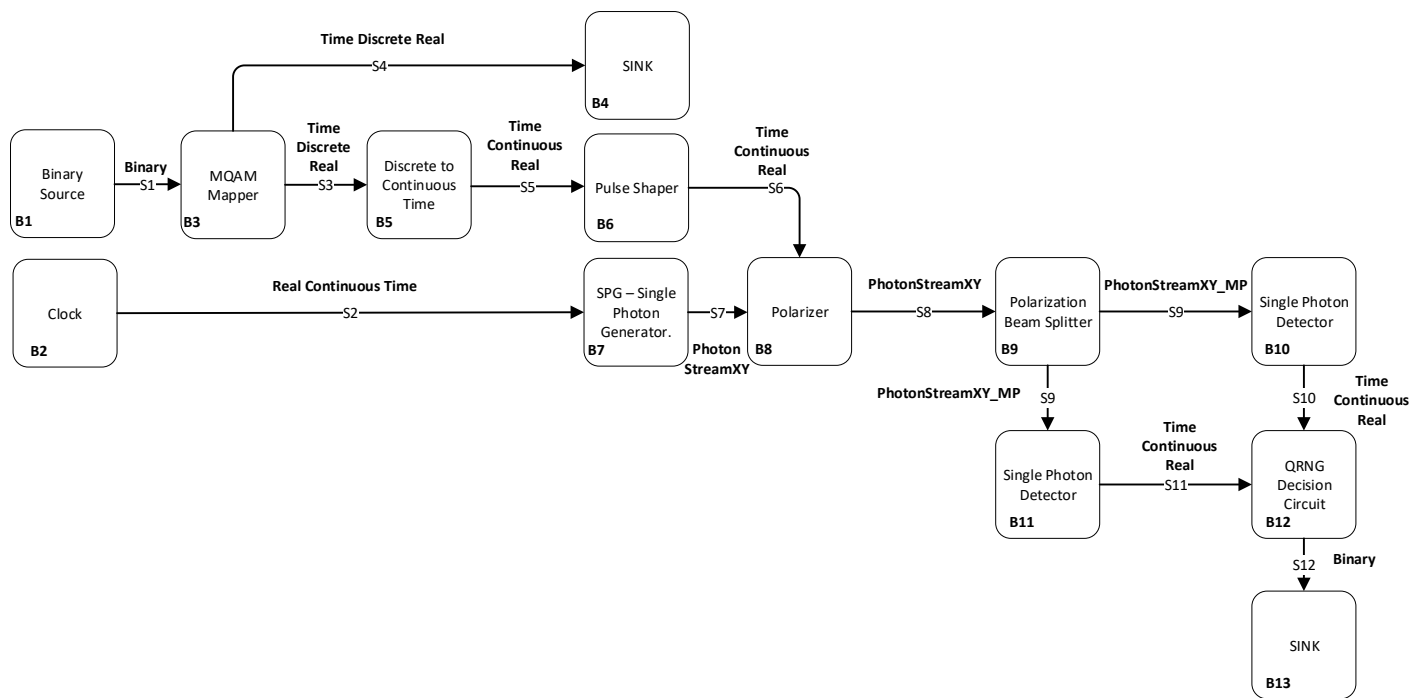 Time Discrete Real
S4
SINK
B4
Binary
Source
B1
Binary
S1
MQAM
Mapper
B3
Time
Discrete
Real
S3
Discrete to
Continuous
Time
B5
Time
Continuous
Real
S5
Pulse Shaper
B6
Time
Continuous
Real
S6
Clock
B2
Real Continuous Time
S2
SPG – Single
Photon
Generator.
B7
S7
Photon
StreamXY
Polarizer
B8
PhotonStreamXY
S8
Polarization
Beam Splitter
B9
PhotonStreamXY_MP
S9
Single Photon
Detector
B10
PhotonStreamXY_MP
S9
S10
Time
Continuous
Real
Single Photon
Detector
B11
Time
Continuous
Real
S11
QRNG
Decision
Circuit
B12
S12
Binary
SINK
B13